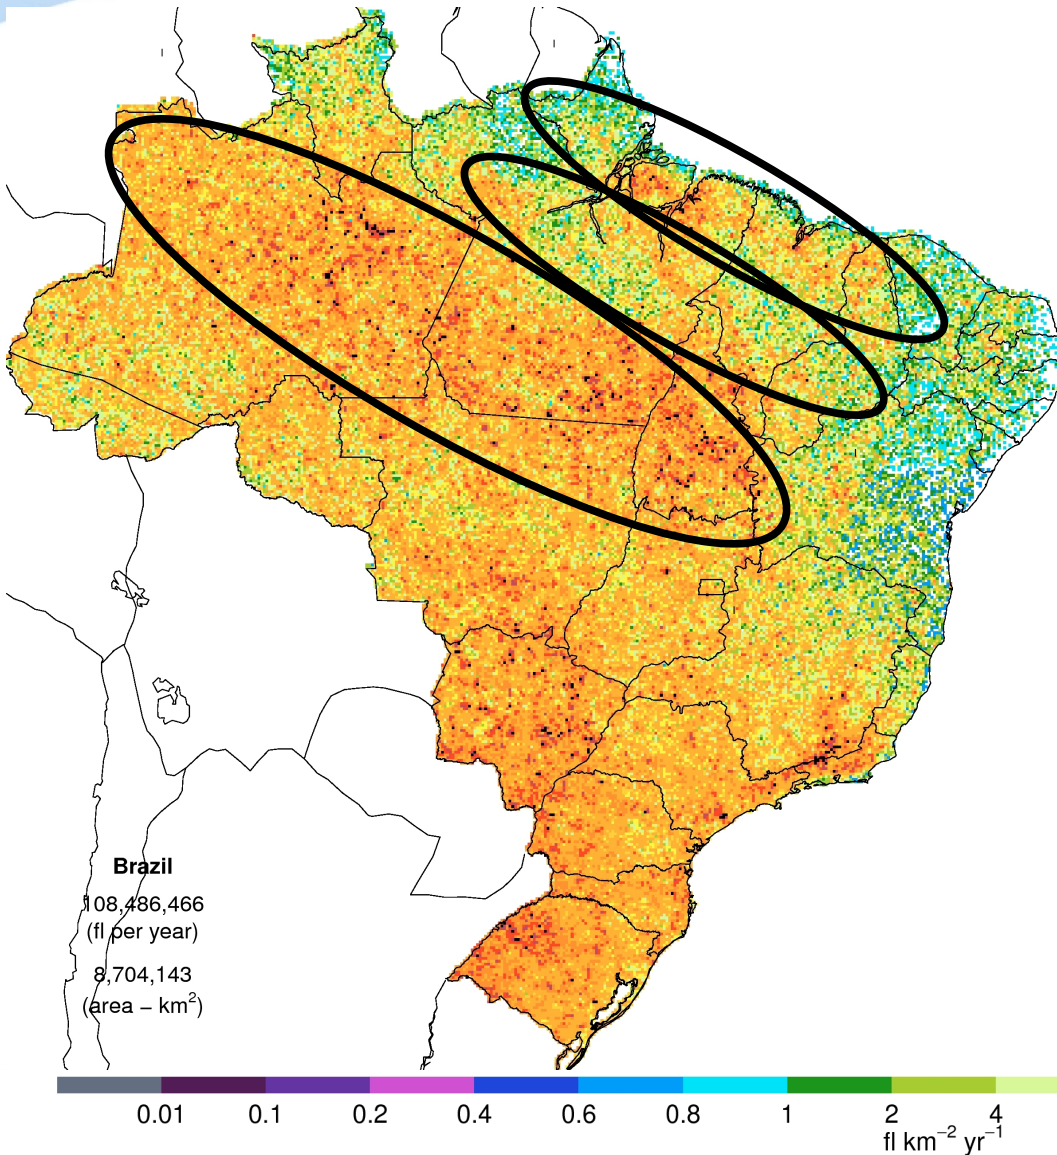 Brazil
108,486,466
(fl per year)
8,704,143
(area – km²)
0.01 0.1 0.2 0.4 0.6 0.8 1 2 4
fl km⁻² yr⁻¹